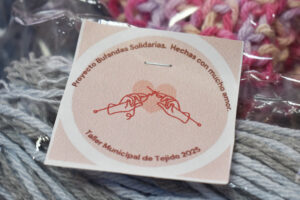 Proyecto Bufandas Solidarias. Hechas con mucho amor.
Taller Municipal de Tejido 2025